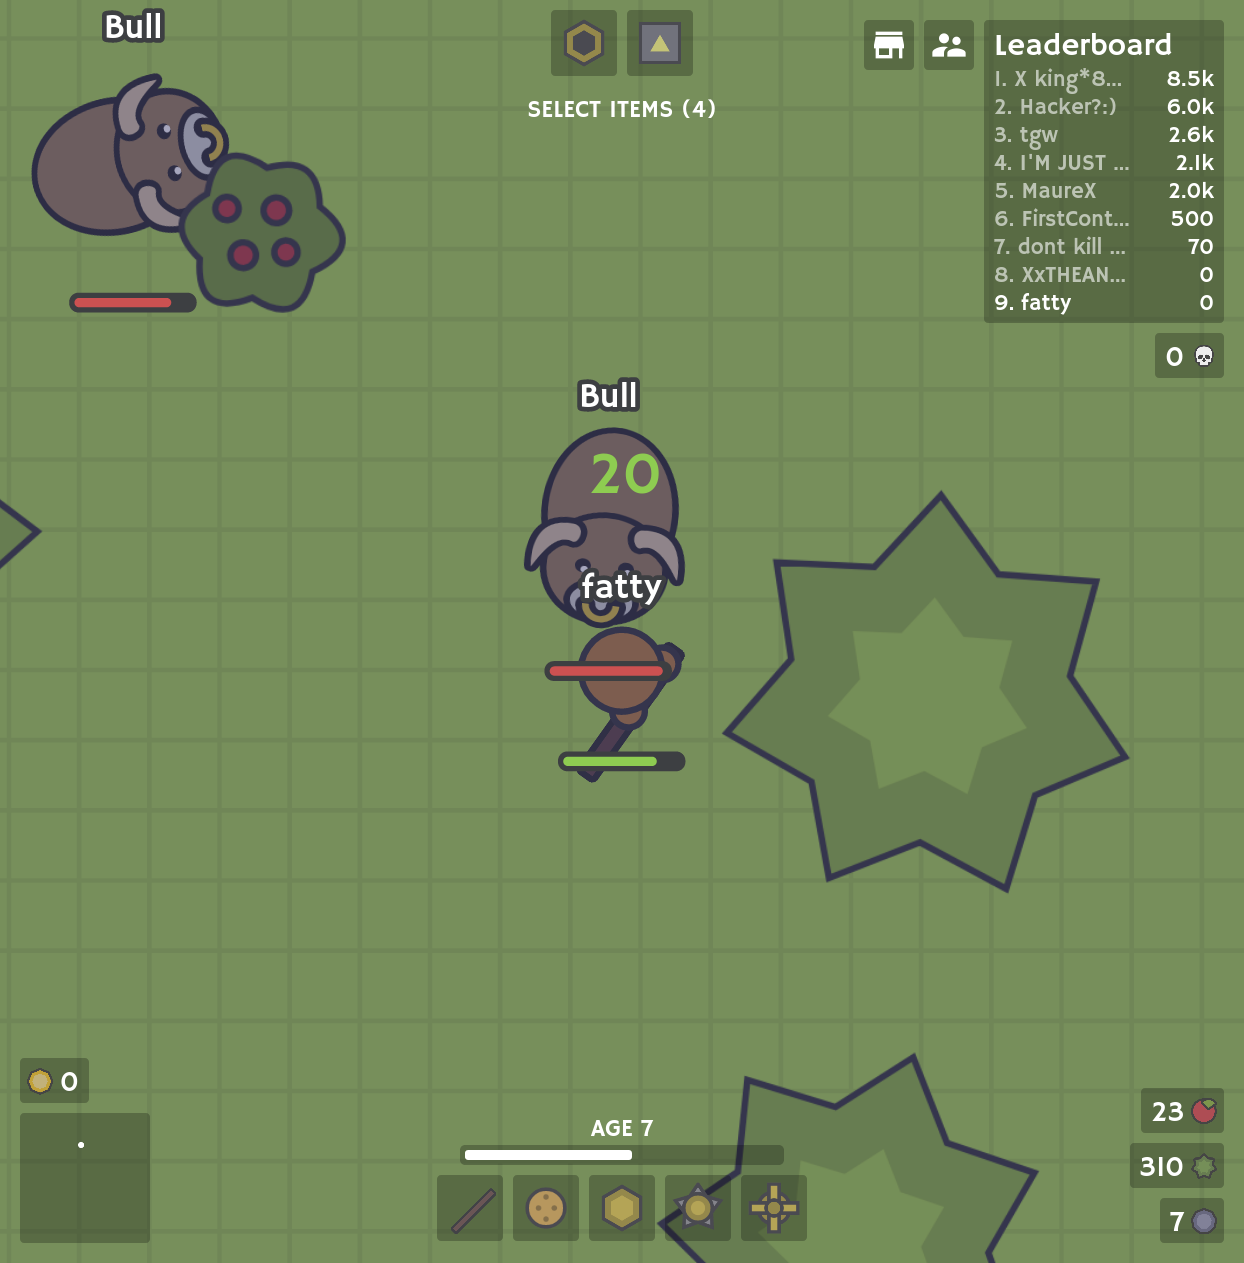 Bull
SELECT ITEMS (4)
Leaderboard
1. X king*8... 8.5k
2. Hacker?:) 6.0k
3. tgw 2.6k
4. I'M JUST ... 2.1k
5. MaureX 2.0k
6. FirstCont... 500
7. dont kill ... 70
8. XxTHEAN... 0
9. fatty 0
0
Bull
20
fatty
0
AGE 7
23
310
7